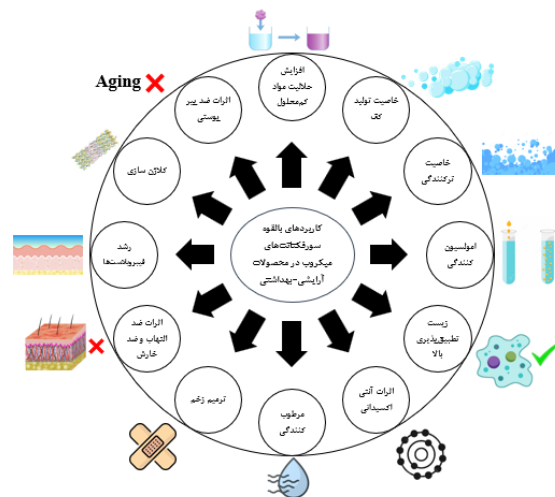 Aging
افزایش
حلالیت مواد
کم‌محلول
خاصیت تولید
کف
خاصیت
ترکنندگی
امولسیون
کنندگی
زیست
تطبیق‌پذیری
بالا
اثرات آنتی
اکسیدانی
مرطوب
کنندگی
ترمیم زخم
اثرات ضد
التهاب و ضد
خارش
رشد
فیبروبلاست‌ها
کلاژن سازی
اثرات ضد پیر
پوستی
کاربردهای بالقوه
سورفکتانت‌های
میکروب در محصولات
آرایشی-بهداشتی